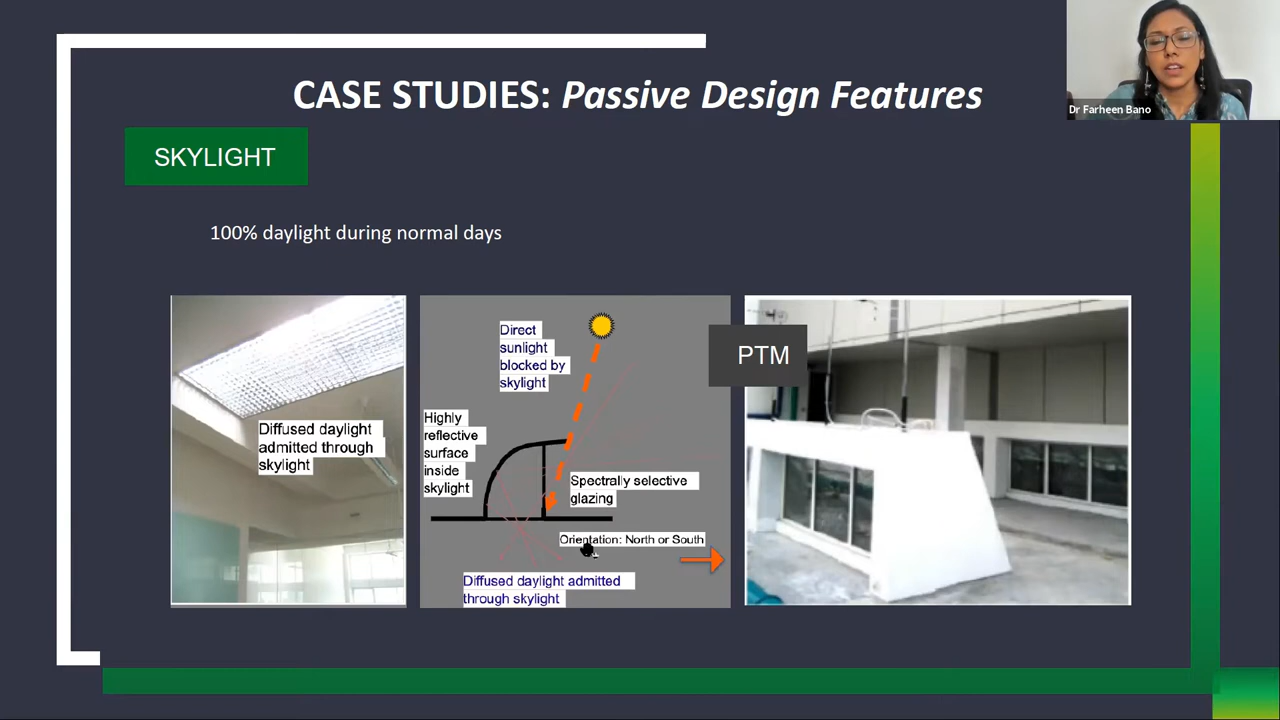 CASE STUDIES: Passive Design Features
Dr Farheen Bano
SKYLIGHT
100% daylight during normal days
Diffused daylight
admitted through
skylight
Direct
sunlight
blocked by
skylight
Highly
reflective
surface
inside
skylight
Spectrally selective
glazing
Orientation: North or South
Diffused daylight admitted
through skylight
PTM